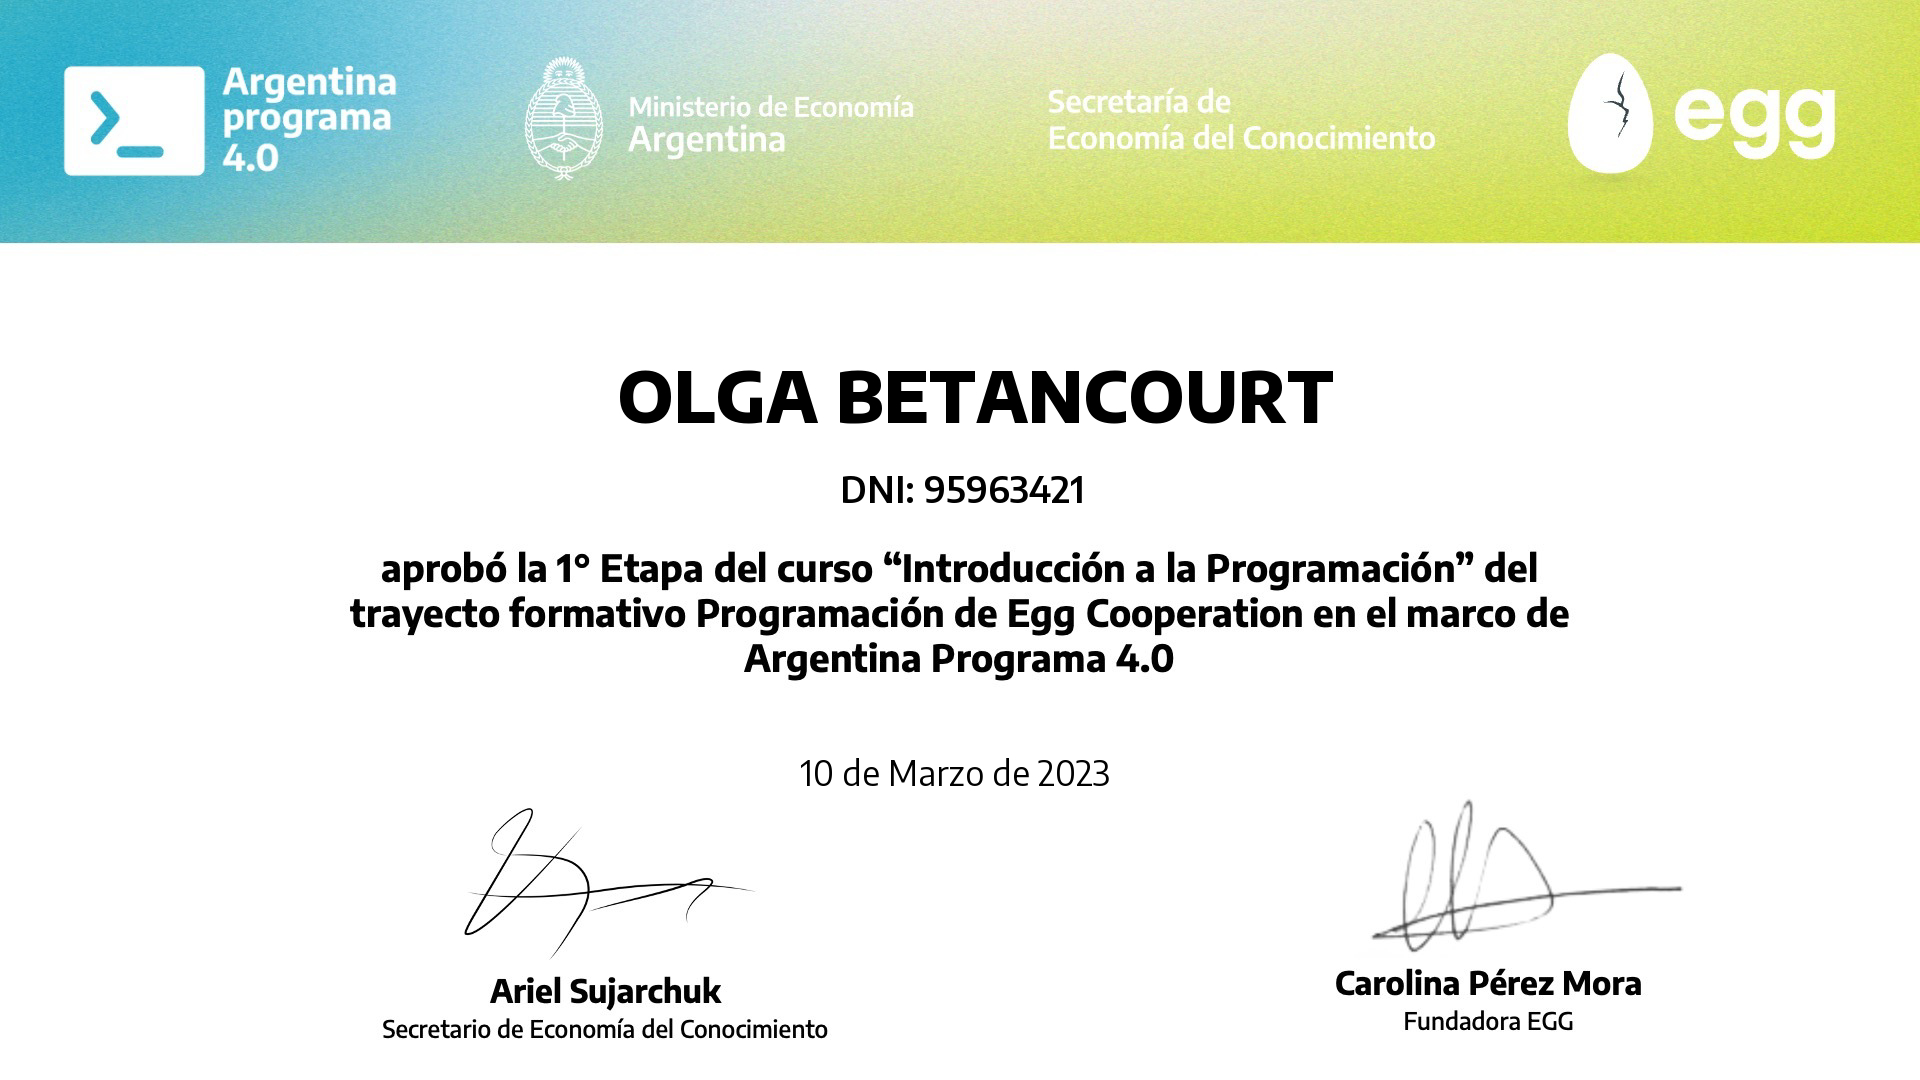 Argentina
programa
4.0
Ministerio de Economía
Argentina
Secretaría de
Economía del Conocimiento
egg
OLGA BETANCOURT
DNI: 95963421
aprobó la 1° Etapa del curso “Introducción a la Programación” del
trayecto formativo Programación de Egg Cooperation en el marco de
Argentina Programa 4.0
10 de Marzo de 2023
Ariel Sujarchuk
Secretario de Economía del Conocimiento
Carolina Pérez Mora
Fundadora EGG